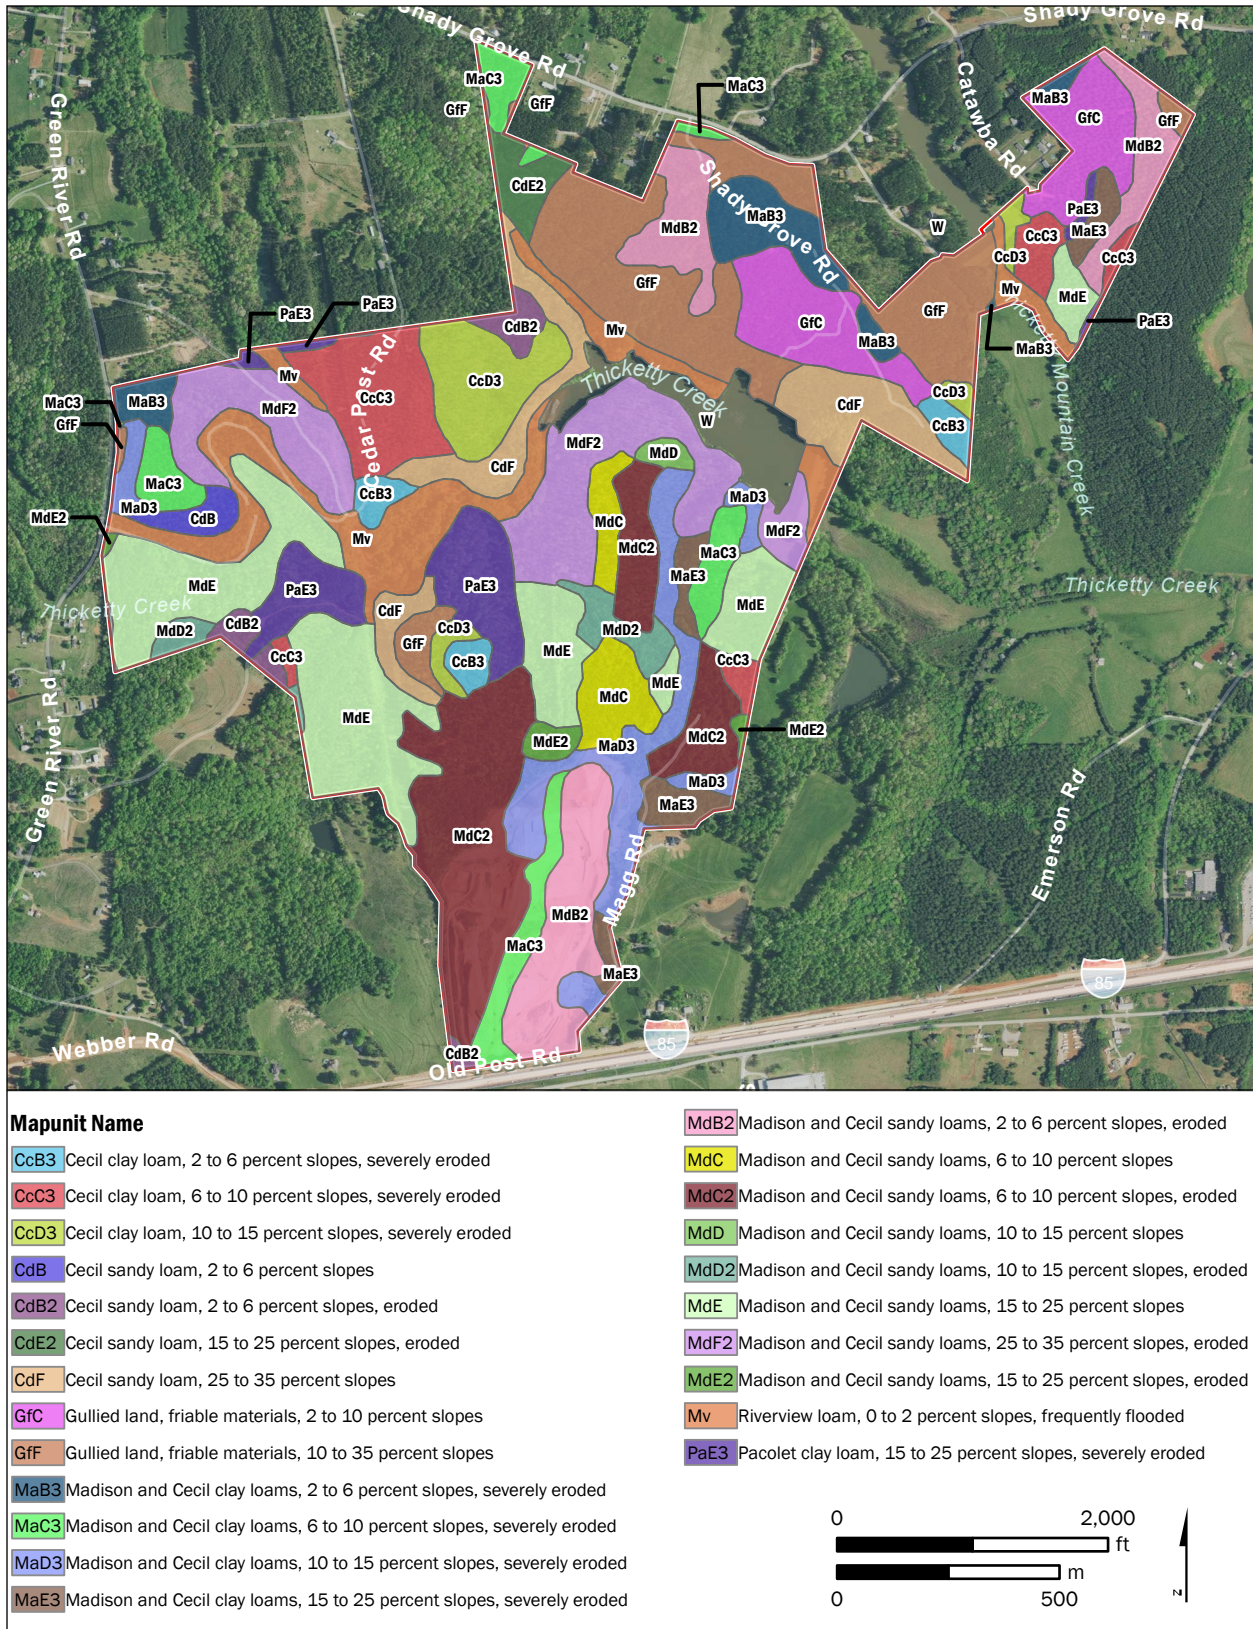 Shady Grove Rd
Shady Grove Rd
MaC3
GfF
GfF
MaC3
Catawba Rd
MaB3
GfC
GfF
MdB2
Green River Rd
CdE2
Shady Grove Rd
MaB3
MdB2
W
PaE3
MaE3
CcC3
CcC3
CcD3
GfF
Mv
MdE
PaE3
PaE3
PaE3
GfF
GfC
MaB3
MaB3
CdB2
Mv
Thicketty Mountain Creek
Mv
Cedar Post Rd
CcC3
CcD3
Thicketty Creek
CcD3
MaB3
MaC3
GfF
MdF2
CdF
CcB3
W
MdF2
MdD
CdF
MaC3
MaD3
CcB3
MaD3
CdB
MdC
MdF2
MdE2
Mv
MdC2
MaC3
MaE3
MdE
PaE3
PaE3
MdE
Thicketty Creek
Thicketty Creek
CdF
CdB2
MdD2
MdD2
CcD3
GfF
CcB3
CcC3
MdE
CcC3
MdE
MdC
MdE
MdE2
MdC2
MdE2
MaD3
Green River Rd
MaD3
MaE3
MdC2
Emerson Rd
Magg Rd
MdB2
MaC3
MaE3
85
85
Webber Rd
CdB2
Old Post Rd
Mapunit Name
CcB3 Cecil clay loam, 2 to 6 percent slopes, severely eroded
CcC3 Cecil clay loam, 6 to 10 percent slopes, severely eroded
CcD3 Cecil clay loam, 10 to 15 percent slopes, severely eroded
CdB Cecil sandy loam, 2 to 6 percent slopes
CdB2 Cecil sandy loam, 2 to 6 percent slopes, eroded
CdE2 Cecil sandy loam, 15 to 25 percent slopes, eroded
CdF Cecil sandy loam, 25 to 35 percent slopes
GfC Gullied land, friable materials, 2 to 10 percent slopes
GfF Gullied land, friable materials, 10 to 35 percent slopes
MaB3 Madison and Cecil clay loams, 2 to 6 percent slopes, severely eroded
MaC3 Madison and Cecil clay loams, 6 to 10 percent slopes, severely eroded
MaD3 Madison and Cecil clay loams, 10 to 15 percent slopes, severely eroded
MaE3 Madison and Cecil clay loams, 15 to 25 percent slopes, severely eroded
MdB2 Madison and Cecil sandy loams, 2 to 6 percent slopes, eroded
MdC Madison and Cecil sandy loams, 6 to 10 percent slopes
MdC2 Madison and Cecil sandy loams, 6 to 10 percent slopes, eroded
MdD Madison and Cecil sandy loams, 10 to 15 percent slopes
MdD2 Madison and Cecil sandy loams, 10 to 15 percent slopes, eroded
MdE Madison and Cecil sandy loams, 15 to 25 percent slopes
MdF2 Madison and Cecil sandy loams, 25 to 35 percent slopes, eroded
MdE2 Madison and Cecil sandy loams, 15 to 25 percent slopes, eroded
Mv Riverview loam, 0 to 2 percent slopes, frequently flooded
PaE3 Pacolet clay loam, 15 to 25 percent slopes, severely eroded
0 2,000
ft
m
0 500
N